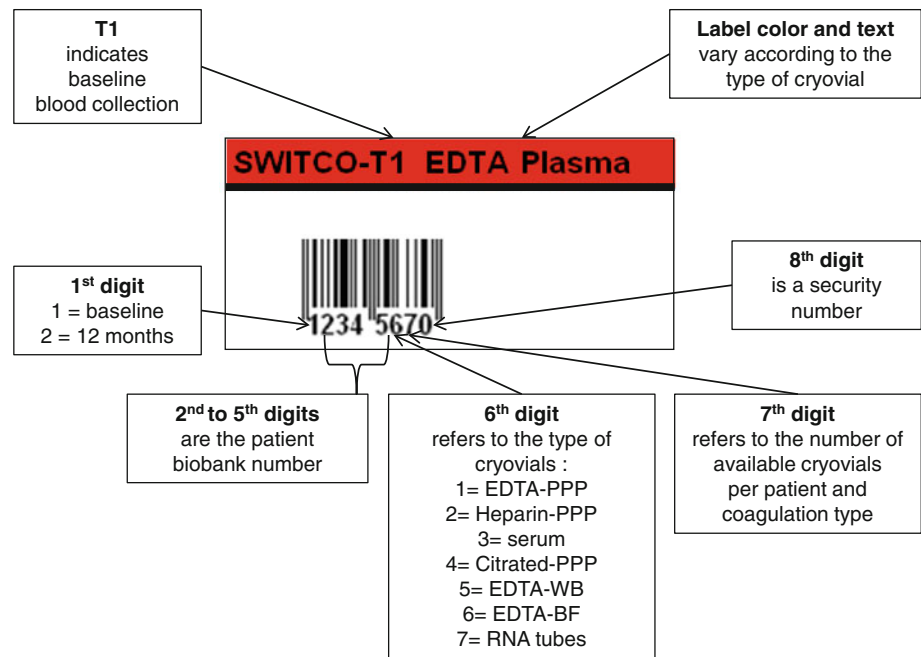 T1
indicates
baseline
blood collection
Label color and text
vary according to the
type of cryovial
SWITCO-T1 EDTA Plasma
1st digit
1 = baseline
2 = 12 months
1234 5670
8th digit
is a security
number
2nd to 5th digits
are the patient
biobank number
6th digit
refers to the type of
cryovials :
1= EDTA-PPP
2= Heparin-PPP
3= serum
4= Citrated-PPP
5= EDTA-WB
6= EDTA-BF
7= RNA tubes
7th digit
refers to the number of
available cryovials
per patient and
coagulation type